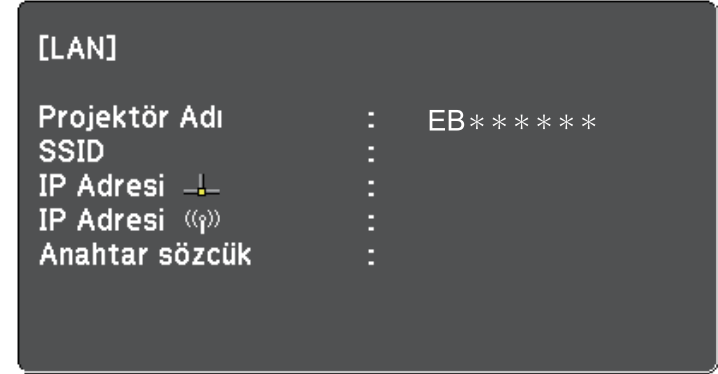 [LAN]
Projektör Adı : EB∗∗∗∗∗∗
SSID :
IP Adresi :
IP Adresi :
Anahtar sözcük :